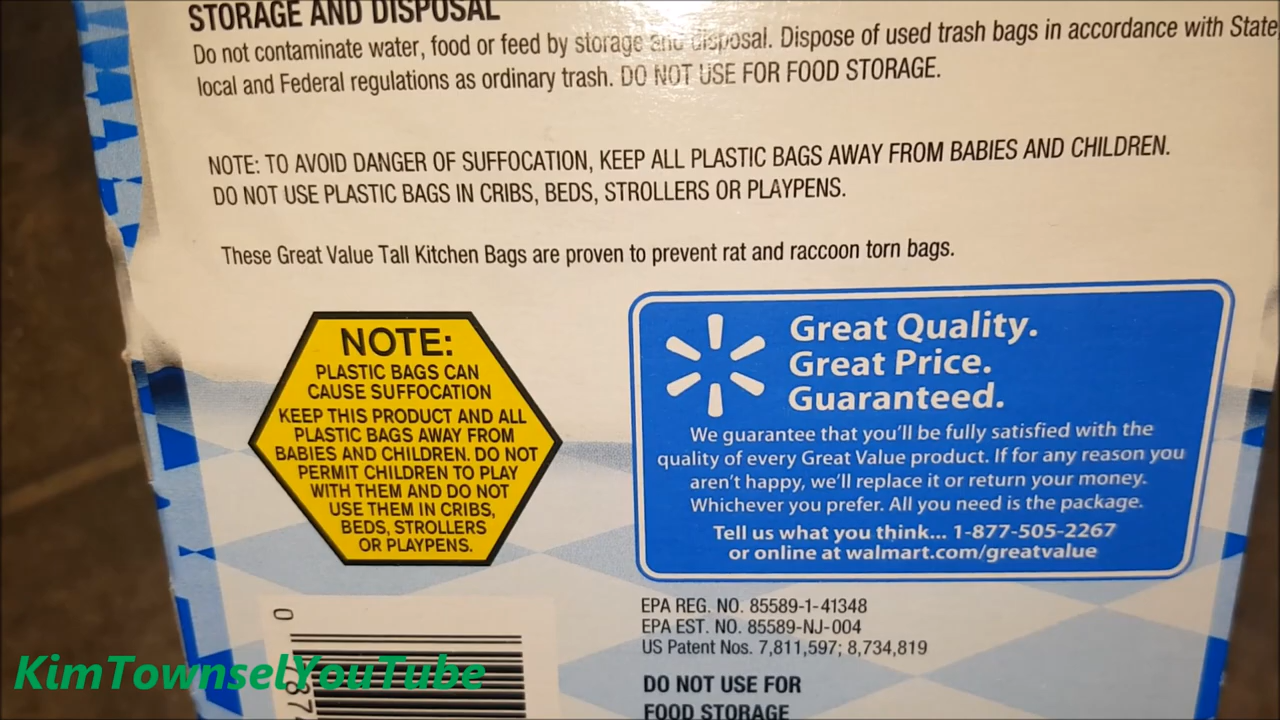 STORAGE AND DISPOSAL
Do not contaminate water, food or feed by storage and disposal. Dispose of used trash bags in accordance with State,
local and Federal regulations as ordinary trash. DO NOT USE FOR FOOD STORAGE.
NOTE: TO AVOID DANGER OF SUFFOCATION, KEEP ALL PLASTIC BAGS AWAY FROM BABIES AND CHILDREN.
DO NOT USE PLASTIC BAGS IN CRIBS, BEDS, STROLLERS OR PLAYPENS.
These Great Value Tall Kitchen Bags are proven to prevent rat and raccoon torn bags.
NOTE:
PLASTIC BAGS CAN
CAUSE SUFFOCATION
KEEP THIS PRODUCT AND ALL
PLASTIC BAGS AWAY FROM
BABIES AND CHILDREN. DO NOT
PERMIT CHILDREN TO PLAY
WITH THEM AND DO NOT
USE THEM IN CRIBS,
BEDS, STROLLERS
OR PLAYPENS.
Great Quality.
Great Price.
Guaranteed.
We guarantee that you'll be fully satisfied with the
quality of every Great Value product. If for any reason you
aren't happy, we'll replace it or return your money.
Whichever you prefer. All you need is the package.
Tell us what you think... 1-877-505-2267
or online at walmart.com/greatvalue
EPA REG. NO. 85589-1-41348
EPA EST. NO. 85589-NJ-004
US Patent Nos. 7,811,597; 8,734,819
DO NOT USE FOR
FOOD STORAGE
0
KimTownselYouTube